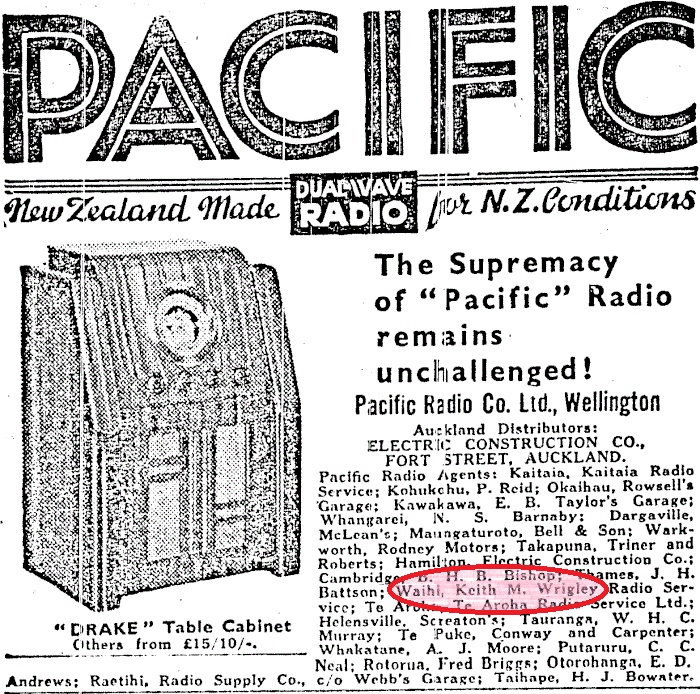 PACIFIC
New Zealand Made DUAL-WAVE RADIO for N.Z. Conditions
The Supremacy
of "Pacific" Radio
remains
unchallenged!
Pacific Radio Co. Ltd., Wellington
Auckland Distributors:
ELECTRIC CONSTRUCTION CO.,
FORT STREET, AUCKLAND.
Pacific Radio Agents: Kaitaia, Kaitaia Radio
Service; Kohukohu, P. Reid; Okaihau, Rowsell's
Garage; Kawakawa, E. B. Taylor's Garage;
Whangarei, N. S. Barnaby; Dargaville,
McLean's; Maungaturoto, Bell & Son; Wark-
worth, Rodney Motors; Takapuna, Triner and
Roberts; Hamilton, Electric Construction Co.;
Cambridge, B. H. B. Bishop; Thames, J. H.
Battson; Waihi, Keith M. Wrigley Radio Ser-
vice; Te Aroha, Te Aroha Radio Service Ltd.;
Helensville, Screaton's; Tauranga, W. H. C.
Murray; Te Puke, Conway and Carpenter;
Whakatane, A. J. Moore; Putaruru, C. C.
Neal; Rotorua, Fred Briggs; Otorohanga, E. D.
"DRAKE" Table Cabinet
Others from £15/10/-.
Andrews; Raetihi, Radio Supply Co., c/o Webb's Garage; Taihape, H. J. Bowater.